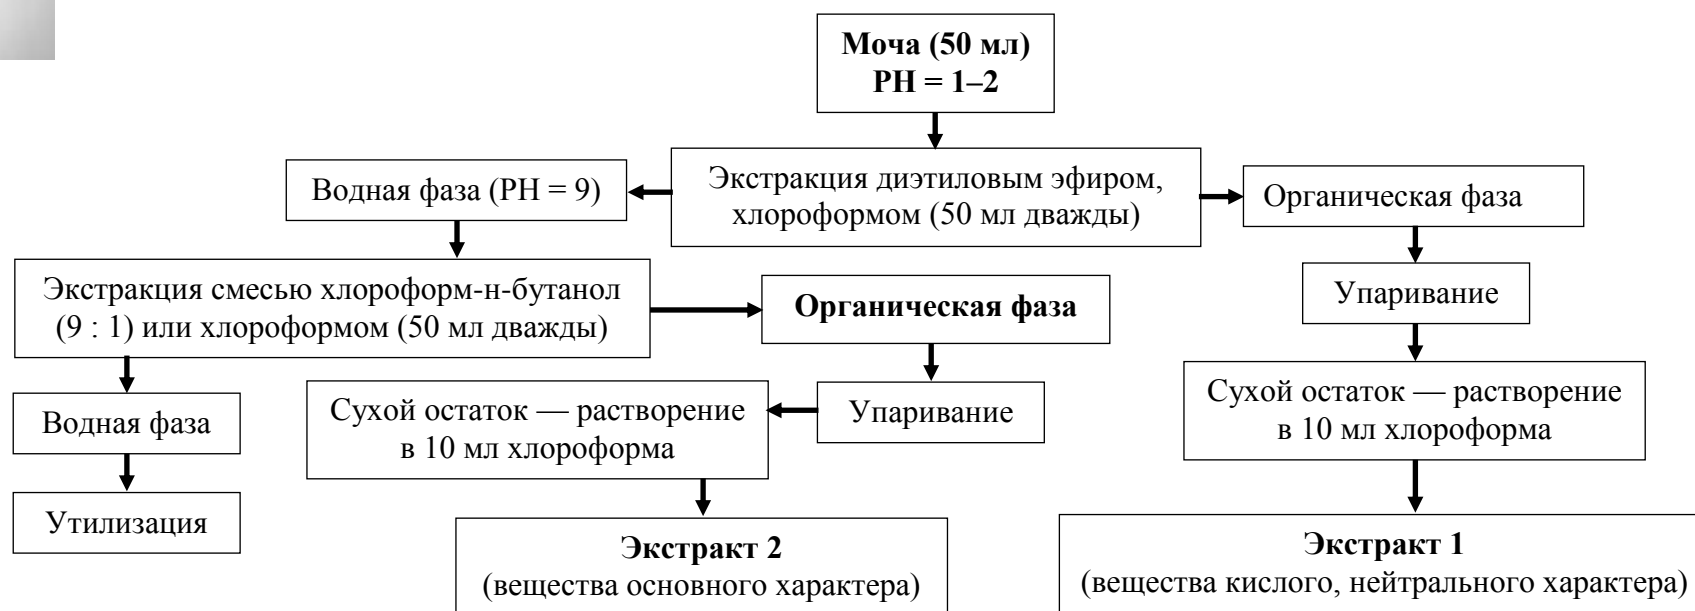 Моча (50 мл)
РН = 1–2
Водная фаза (РН = 9)
Экстракция диэтиловым эфиром,
хлороформом (50 мл дважды)
Органическая фаза
Экстракция смесью хлороформ-н-бутанол
(9 : 1) или хлороформом (50 мл дважды)
Органическая фаза
Упаривание
Водная фаза
Сухой остаток — растворение
в 10 мл хлороформа
Упаривание
Сухой остаток — растворение
в 10 мл хлороформа
Утилизация
Экстракт 2
(вещества основного характера)
Экстракт 1
(вещества кислого, нейтрального характера)